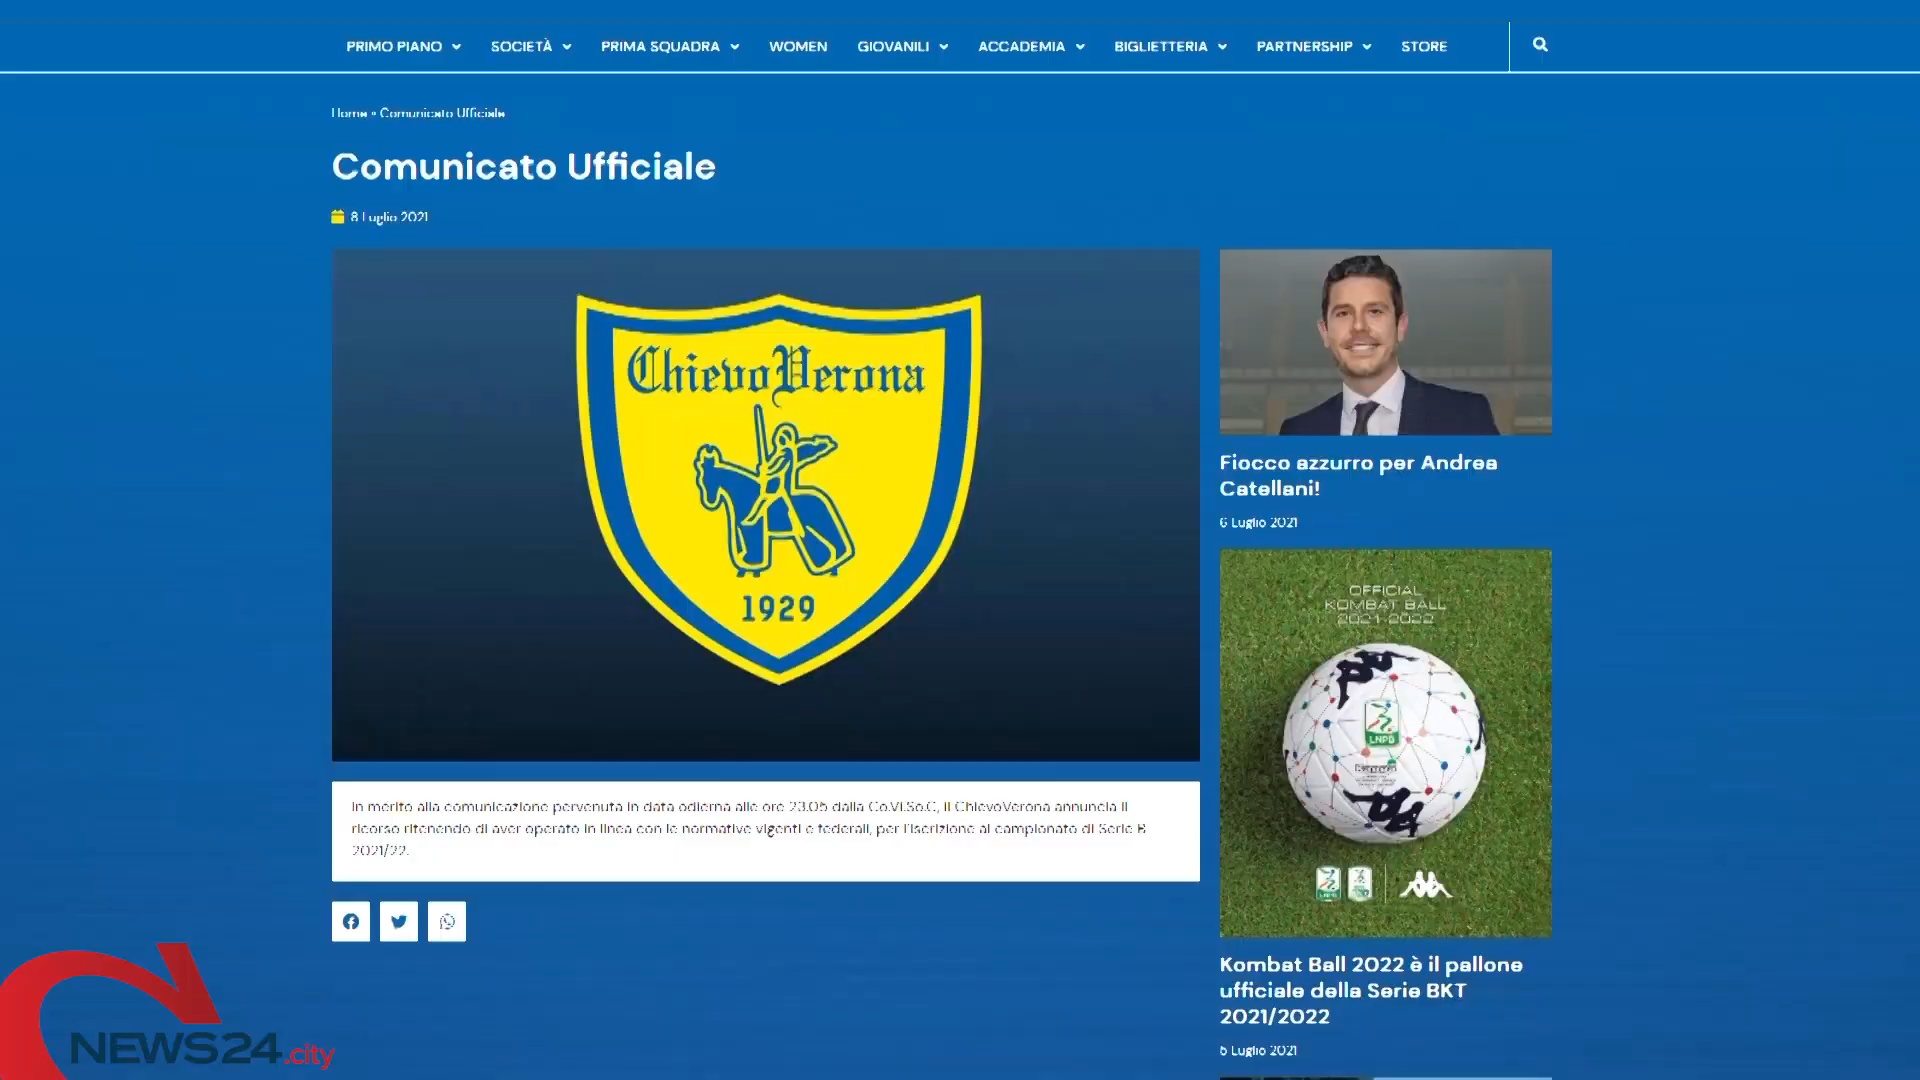 PRIMO PIANO SOCIETÀ PRIMA SQUADRA WOMEN GIOVANILI ACCADEMIA BIGLIETTERIA PARTNERSHIP STORE
Home » Comunicato Ufficiale
Comunicato Ufficiale
8 Luglio 2021
ChievoVerona
1929
In merito alla comunicazione pervenuta in data odierna alle ore 23.05 dalla Co.Vi.So.C, il ChievoVerona annuncia il
ricorso ritenendo di aver operato in linea con le normative vigenti e federali, per l'iscrizione al campionato di Serie B
2021/22.
Fiocco azzurro per Andrea
Catellani!
6 Luglio 2021
OFFICIAL
KOMBAT BALL
2021-2022
LNPB
Kappa
Kombat Ball 2022 è il pallone
ufficiale della Serie BKT
2021/2022
5 Luglio 2021
NEWS24.city